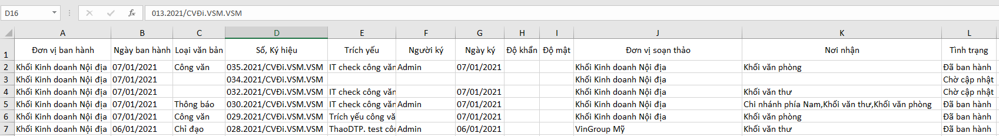 D16 fx 013.2021/CVĐi.VSM.VSM
A B C D E F G H I J K L
1 Đơn vị ban hành Ngày ban hành Loại văn bản Số, Ký hiệu Trích yếu Người ký Ngày ký Độ khẩn Độ mật Đơn vị soạn thảo Nơi nhận Tình trạng
2 Khối Kinh doanh Nội địa 07/01/2021 Công văn 035.2021/CVĐi.VSM.VSM IT check công văn Admin 07/01/2021 Khối Kinh doanh Nội địa Khối văn phòng Đã ban hành
3 Khối Kinh doanh Nội địa 07/01/2021 034.2021/CVĐi.VSM.VSM Khối Kinh doanh Nội địa Chờ cập nhật
4 Khối Kinh doanh Nội địa 07/01/2021 032.2021/CVĐi.VSM.VSM IT check công văn 07/01/2021 Khối Kinh doanh Nội địa Khối văn thư Chờ cập nhật
5 Khối Kinh doanh Nội địa 07/01/2021 Thông báo 030.2021/CVĐi.VSM.VSM IT check công văn Admin 07/01/2021 Khối Kinh doanh Nội địa Chi nhánh phía Nam,Khối văn thư,Khối văn phòng Đã ban hành
6 Khối Kinh doanh Nội địa 07/01/2021 Công văn 029.2021/CVĐi.VSM.VSM Trích yếu công vă 07/01/2021 Khối Kinh doanh Nội địa Khối văn phòng Đã ban hành
7 Khối Kinh doanh Nội địa 06/01/2021 Chỉ đạo 028.2021/CVĐi.VSM.VSM ThaoDTP. test côn Admin 06/01/2021 VinGroup Mỹ Khối văn thư Đã ban hành